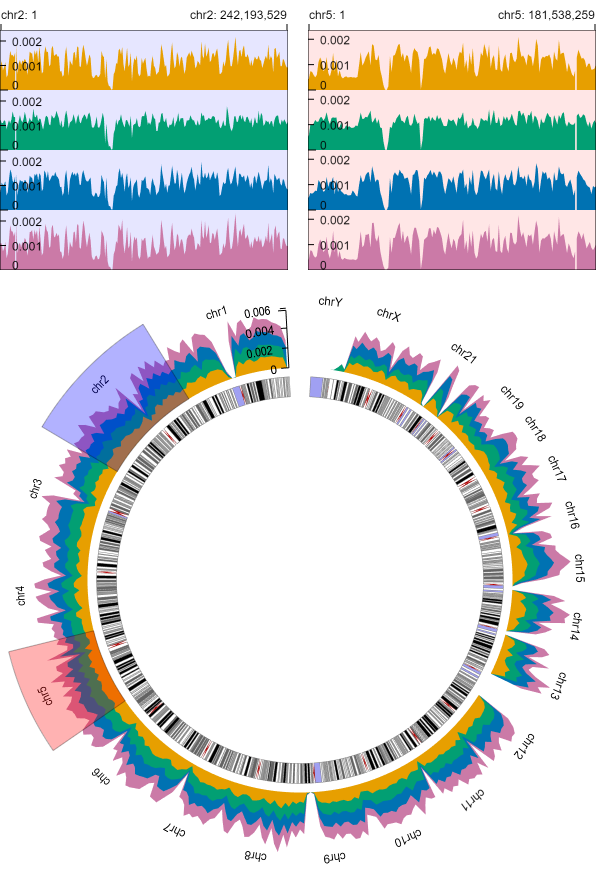 chr2: 1 chr2: 242,193,529
0.002
0.001
0
0.002
0.001
0
0.002
0.001
0
0.002
0.001
0
chr5: 1 chr5: 181,538,259
0.002
0.001
0
0.002
0.001
0
0.002
0.001
0
0.002
0.001
0
chr1
0.006
0.004
0.002
0
chrY
chrX
chr21
chr19
chr18
chr17
chr16
chr15
chr14
chr13
chr12
chr11
chr10
chr9
chr8
chr7
chr6
chr5
chr4
chr3
chr2